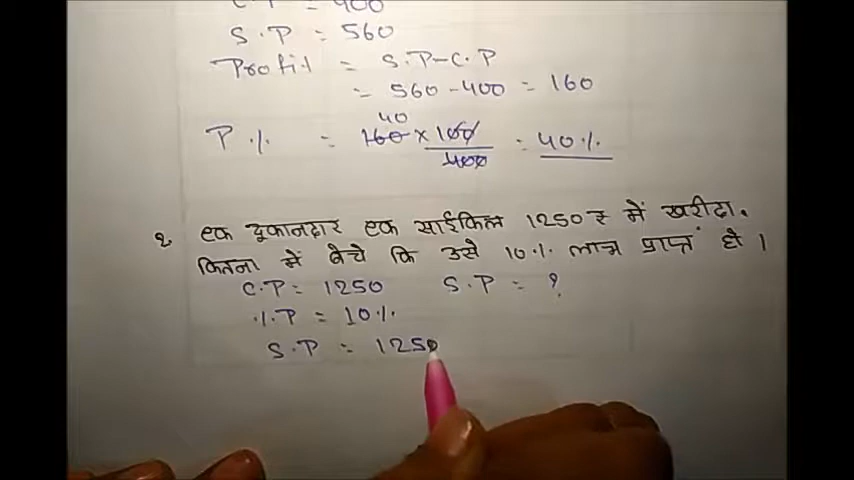 C.P = 400
S.P = 560
Profit = S.P-C.P
= 560 - 400 = 160
40
P % = 160 × 100 / 400 = 40%
2 एक दूकानदार एक साईकिल 1250 ₹ में खरीदा.
कितना में बेचे कि उसे 10% लाभ प्राप्त हो ।
C.P = 1250 S.P = ?
% P = 10%
S.P = 1250